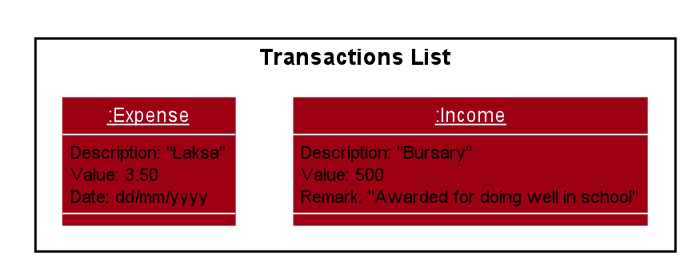 Transactions List
:Expense
Description: "Laksa"
Value: 3.50
Date: dd/mm/yyyy
:Income
Description: "Bursary"
Value: 500
Remark: "Awarded for doing well in school"